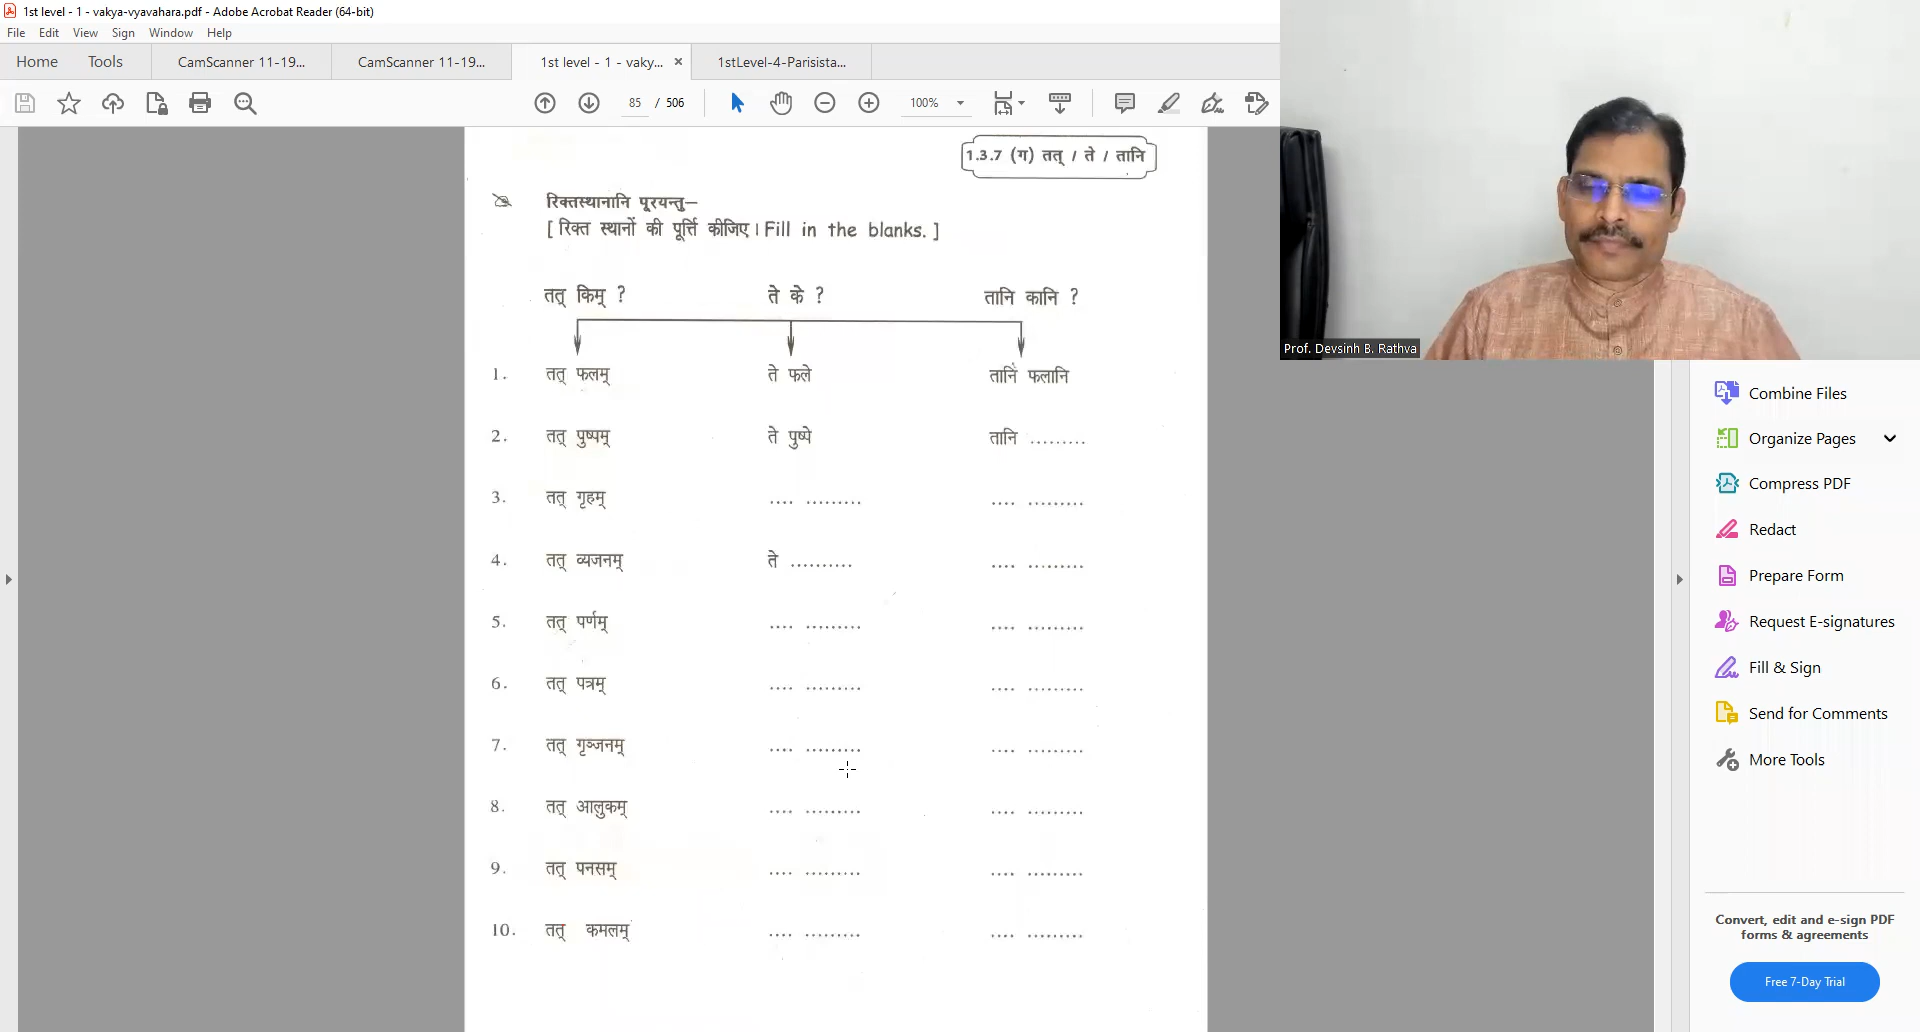 1st level - 1 - vakya-vyavahara.pdf - Adobe Acrobat Reader (64-bit)
File Edit View Sign Window Help
Home Tools CamScanner 11-19... CamScanner 11-19... 1st level - 1 - vaky... × 1stLevel-4-Parisista...
85 / 506 100%
1.3.7 (ग) तत् / ते / तानि
रिक्तस्थानानि पूरयन्तु–
[ रिक्त स्थानों की पूर्त्ति कीजिए । Fill in the blanks. ]
तत् किम् ? ते के ? तानि कानि ?
1. तत् फलम् ते फले तानि फलानि
2. तत् पुष्पम् ते पुष्पे तानि .........
3. तत् गृहम् .... ......... .... .........
4. तत् व्यजनम् ते .......... .... .........
5. तत् पर्णम् .... ......... .... .........
6. तत् पत्रम् .... ......... .... .........
7. तत् गृञ्जनम् .... ......... .... .........
8. तत् आलुकम् .... ......... .... .........
9. तत् पनसम् .... ......... .... .........
10. तत् कमलम् .... ......... .... .........
Prof. Devsinh B. Rathva
Combine Files
Organize Pages
Compress PDF
Redact
Prepare Form
Request E-signatures
Fill & Sign
Send for Comments
More Tools
Convert, edit and e-sign PDF
forms & agreements
Free 7-Day Trial